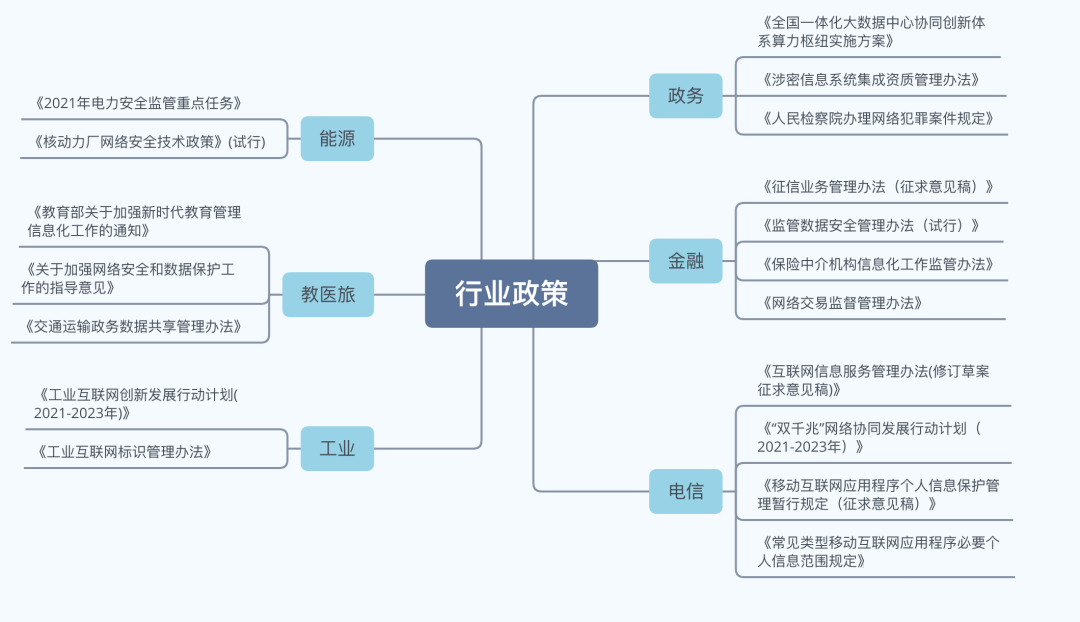 行业政策
能源
《2021年电力安全监管重点任务》
《核动力厂网络安全技术政策》(试行)
教医旅
《教育部关于加强新时代教育管理
信息化工作的通知》
《关于加强网络安全和数据保护工
作的指导意见》
《交通运输政务数据共享管理办法》
工业
《工业互联网创新发展行动计划(
2021-2023年)》
《工业互联网标识管理办法》
政务
《全国一体化大数据中心协同创新体
系算力枢纽实施方案》
《涉密信息系统集成资质管理办法》
《人民检察院办理网络犯罪案件规定》
金融
《征信业务管理办法（征求意见稿）》
《监管数据安全管理办法（试行）》
《保险中介机构信息化工作监管办法》
《网络交易监督管理办法》
电信
《互联网信息服务管理办法(修订草案
征求意见稿)》
《“双千兆”网络协同发展行动计划（
2021-2023年）》
《移动互联网应用程序个人信息保护管
理暂行规定（征求意见稿）》
《常见类型移动互联网应用程序必要个
人信息范围规定》